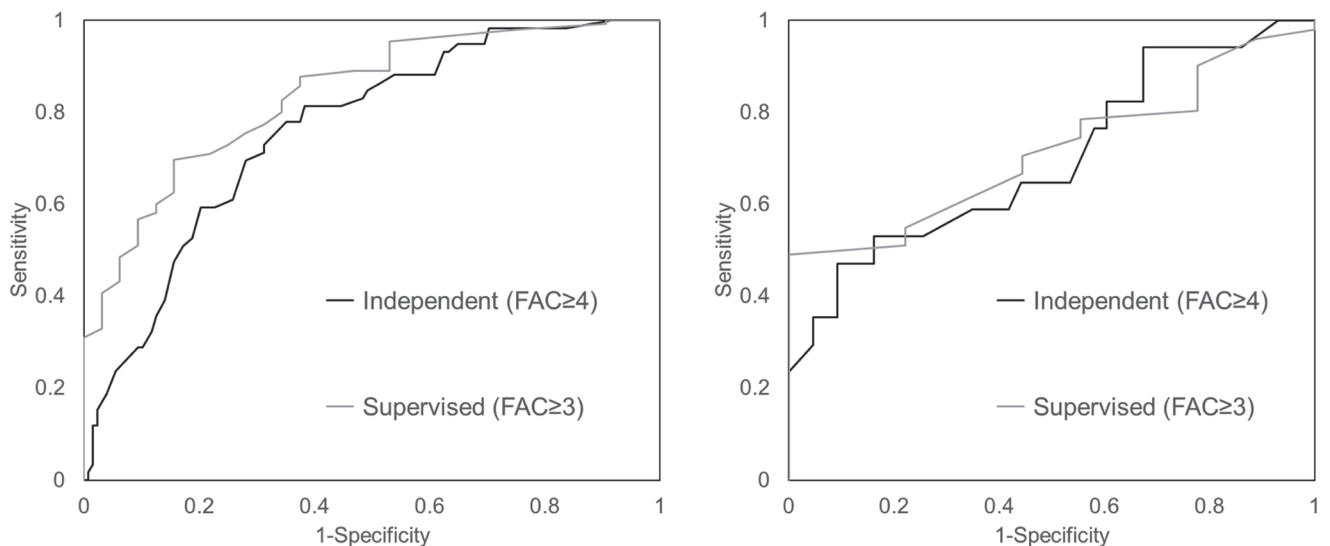 1
0.8
0.6
0.4
0.2
0
Sensitivity
Independent (FAC≥4)
Supervised (FAC≥3)
0 0.2 0.4 0.6 0.8 1
1-Specificity
1
0.8
0.6
0.4
0.2
0
Sensitivity
Independent (FAC≥4)
Supervised (FAC≥3)
0 0.2 0.4 0.6 0.8 1
1-Specificity